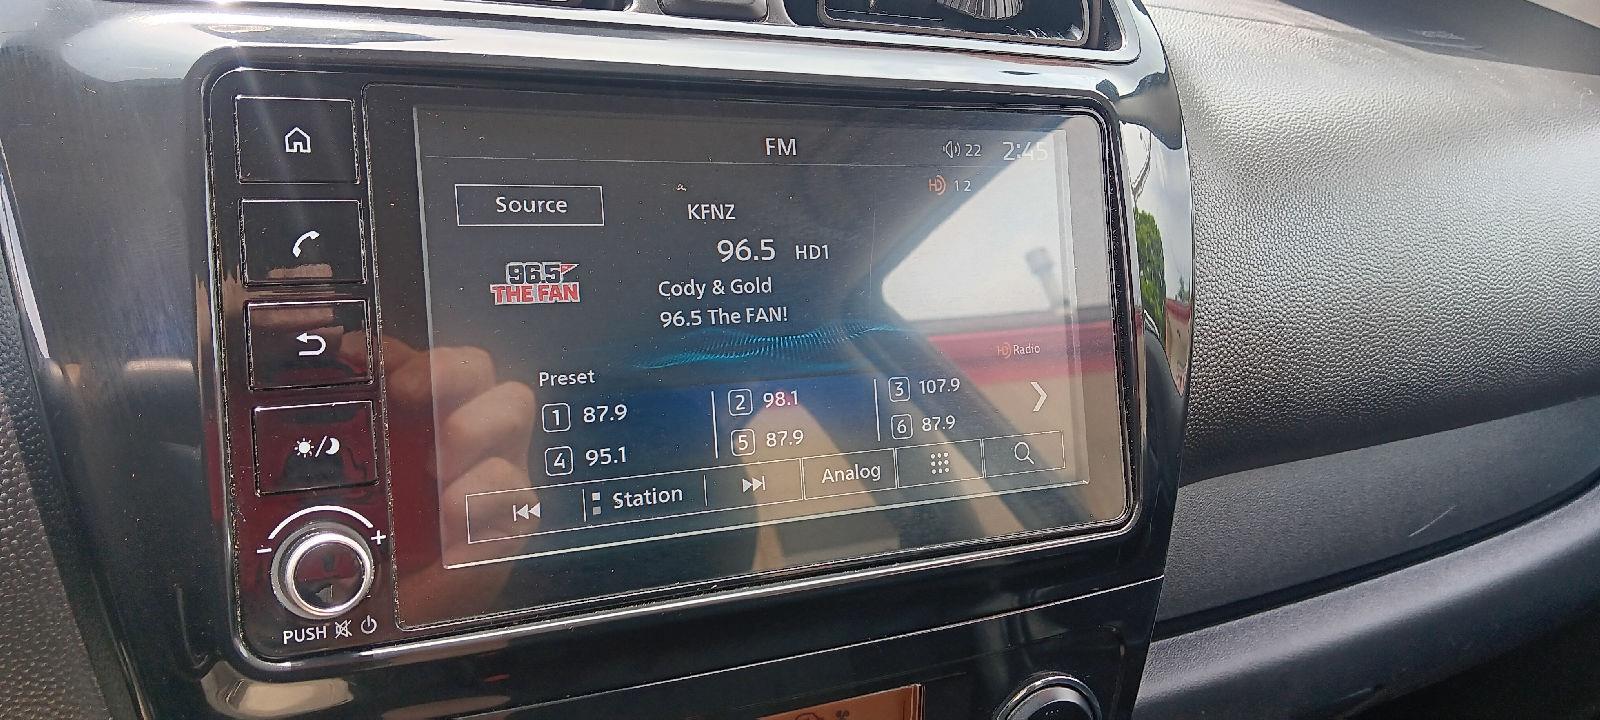 FM
22 2:45
HD 1 2
Source
KFNZ
96.5 HD1
96.5
THE FAN
Cody & Gold
96.5 The FAN!
HD Radio
Preset
1 87.9
2 98.1
3 107.9
4 95.1
5 87.9
6 87.9
Station
Analog
- +
PUSH